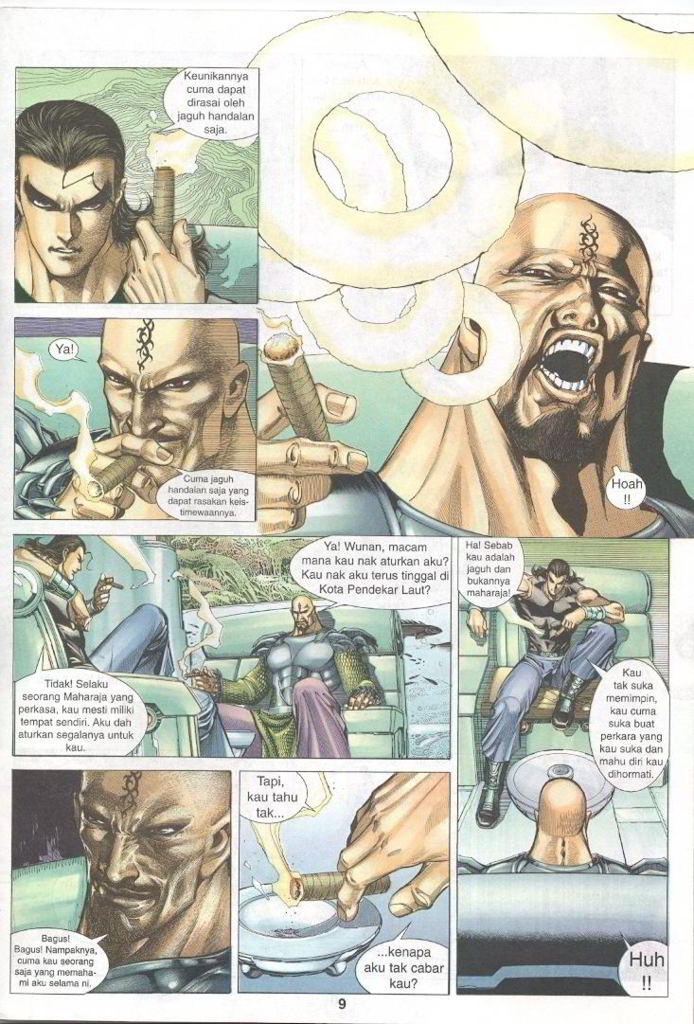 Keunikannya
cuma dapat
dirasai oleh
jaguh handalan
saja.
Ya!
Cuma jaguh
handalan saja yang
dapat rasakan keis-
timewaannya.
Hoah
!!
Tidak! Selaku
seorang Maharaja yang
perkasa, kau mesti miliki
tempat sendiri. Aku dah
aturkan segalanya untuk
kau.
Ya! Wunan, macam
mana kau nak aturkan aku?
Kau nak aku terus tinggal di
Kota Pendekar Laut?
Ha! Sebab
kau adalah
jaguh dan
bukannya
maharaja!
Kau
tak suka
memimpin,
kau cuma
suka buat
perkara yang
kau suka dan
mahu diri kau
dihormati.
Bagus!
Bagus! Nampaknya,
cuma kau seorang
saja yang memaha-
mi aku selama ni.
Tapi,
kau tahu
tak...
...kenapa
aku tak cabar
kau?
Huh
!!
9